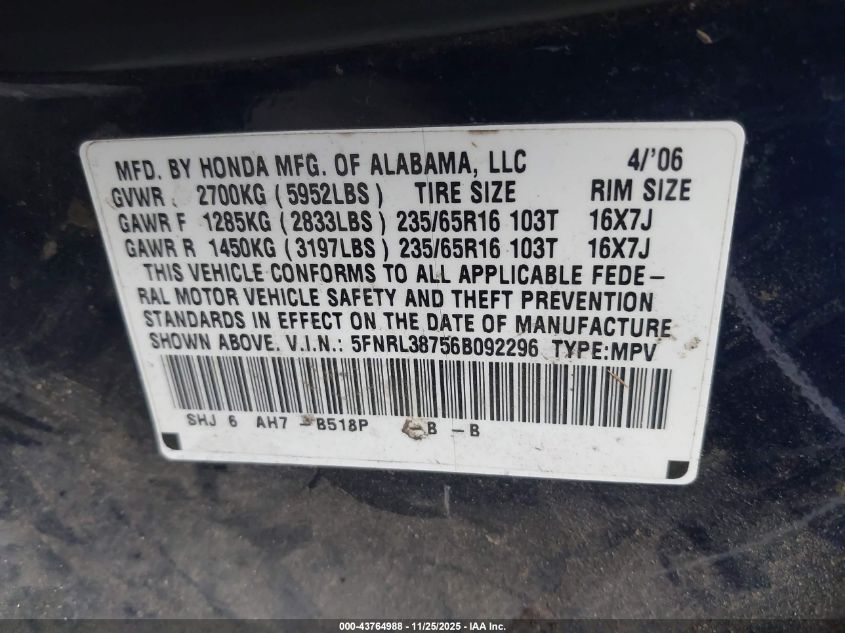 MFD. BY HONDA MFG. OF ALABAMA, LLC 4/'06
GVWR 2700KG (5952LBS) TIRE SIZE RIM SIZE
GAWR F 1285KG (2833LBS) 235/65R16 103T 16X7J
GAWR R 1450KG (3197LBS) 235/65R16 103T 16X7J
THIS VEHICLE CONFORMS TO ALL APPLICABLE FEDE-
RAL MOTOR VEHICLE SAFETY AND THEFT PREVENTION
STANDARDS IN EFFECT ON THE DATE OF MANUFACTURE
SHOWN ABOVE. V.I.N.: 5FNRL38756B092296 TYPE:MPV
SHJ 6 AH7 -B518P -B -B
000-43764988 - 11/25/2025 - IAA Inc.